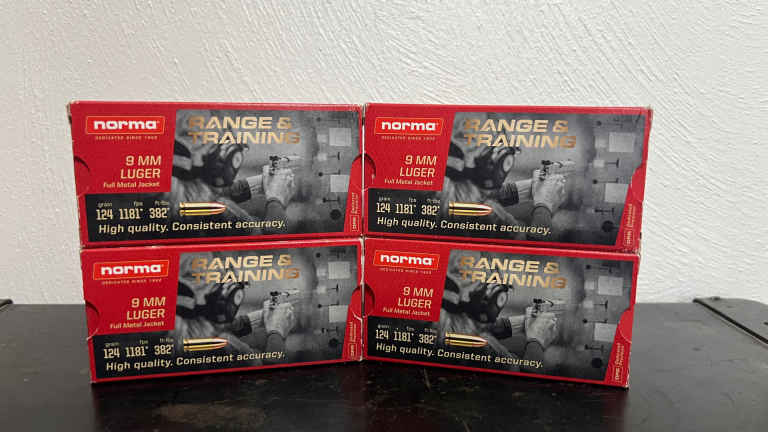 norma
DEDICATED SINCE 1902
RANGE &
TRAINING
9 MM
LUGER
Full Metal Jacket
grain fps ft-lbs
124 1181* 382*
High quality. Consistent accuracy.
norma
DEDICATED SINCE 1902
RANGE &
TRAINING
9 MM
LUGER
Full Metal Jacket
grain fps ft-lbs
124 1181* 382*
High quality. Consistent accuracy.
norma
DEDICATED SINCE 1902
RANGE &
TRAINING
9 MM
LUGER
Full Metal Jacket
grain fps ft-lbs
124 1181* 382*
High quality. Consistent accuracy.
norma
DEDICATED SINCE 1902
RANGE &
TRAINING
9 MM
LUGER
Full Metal Jacket
grain fps ft-lbs
124 1181* 382*
High quality. Consistent accuracy.